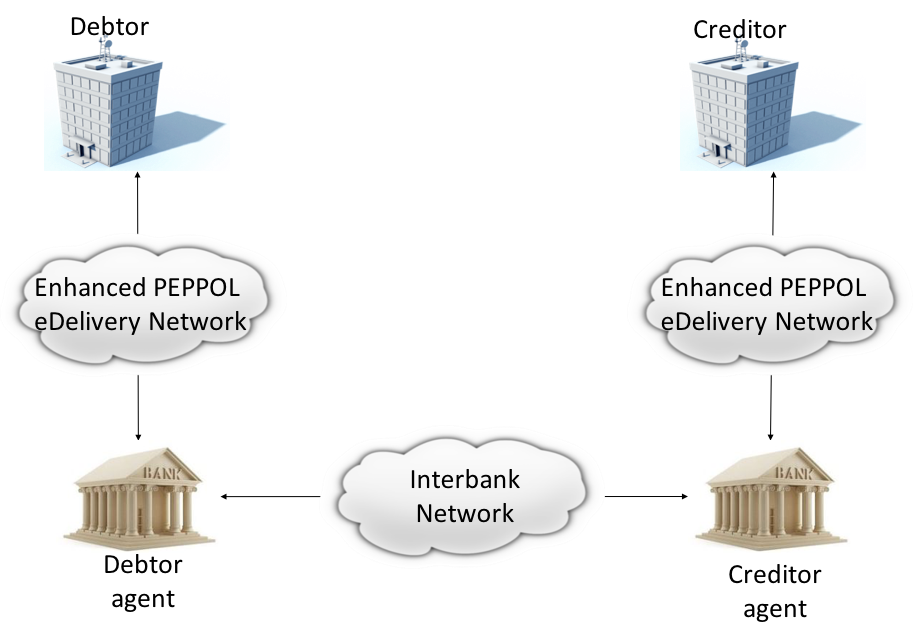 Debtor
Creditor
Enhanced PEPPOL
eDelivery Network
Enhanced PEPPOL
eDelivery Network
BANK
Interbank
Network
BANK
Debtor
agent
Creditor
agent